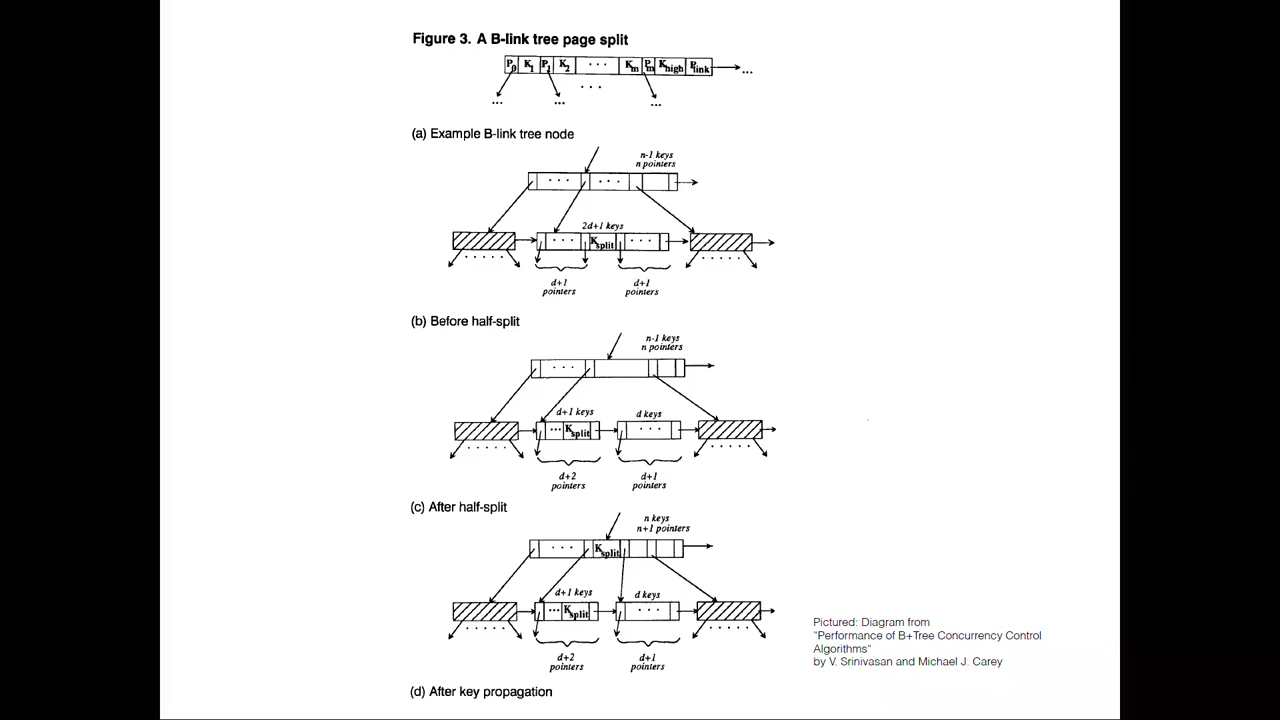 Figure 3. A B-link tree page split
P0 K1 P1 K2 · · · Km Pm Khigh Plink ...
· · ·
... ... ...
(a) Example B-link tree node
n-1 keys
n pointers
· · · · · ·
2d+1 keys
· · · Ksplit · · ·
· · · · · · · · · ·
d+1 d+1
pointers pointers
(b) Before half-split
n-1 keys
n pointers
· · ·
d+1 keys d keys
··· Ksplit · · ·
· · · · · · · · · ·
d+2 d+1
pointers pointers
(c) After half-split
n keys
n+1 pointers
· · · Ksplit
d+1 keys d keys
··· Ksplit · · ·
· · · · · · · · · ·
d+2 d+1
pointers pointers
(d) After key propagation
Pictured: Diagram from
"Performance of B+Tree Concurrency Control
Algorithms"
by V. Srinivasan and Michael J. Carey